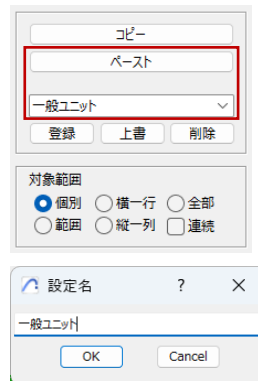 コピー
ペースト
一般ユニット
登録 上書 削除
対象範囲
個別 横一行 全部
範囲 縦一列 連続
設定名 ? ×
一般ユニット
OK Cancel